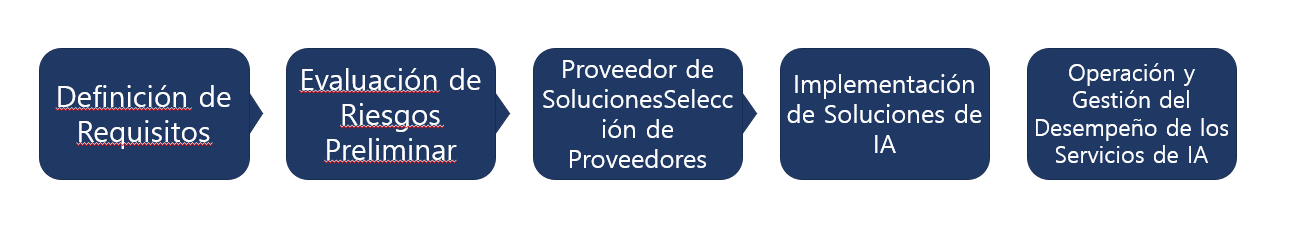 Definición de
Requisitos
Evaluación de
Riesgos
Preliminar
Proveedor de
SolucionesSelecc
ión de
Proveedores
Implementación
de Soluciones de
IA
Operación y
Gestión del
Desempeño de los
Servicios de IA